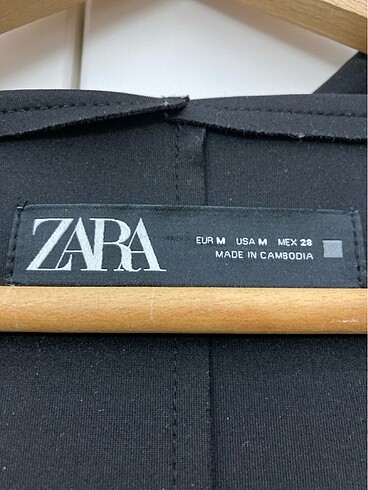 ZARA
EUR M USA M MEX 28
MADE IN CAMBODIA